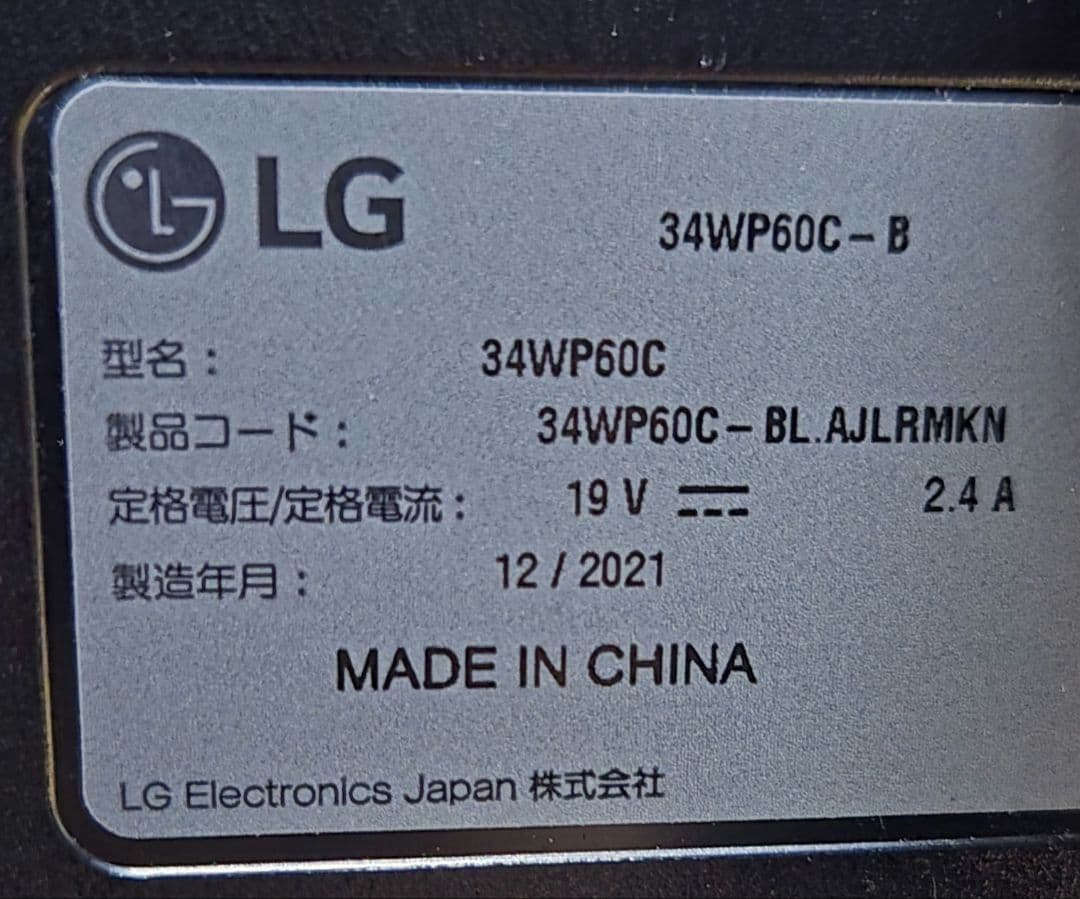 LG
34WP60C-B
型名: 34WP60C
製品コード: 34WP60C-BL.AJLRMKN
定格電圧/定格電流: 19 V ⎓ 2.4 A
製造年月: 12 / 2021
MADE IN CHINA
LG Electronics Japan 株式会社